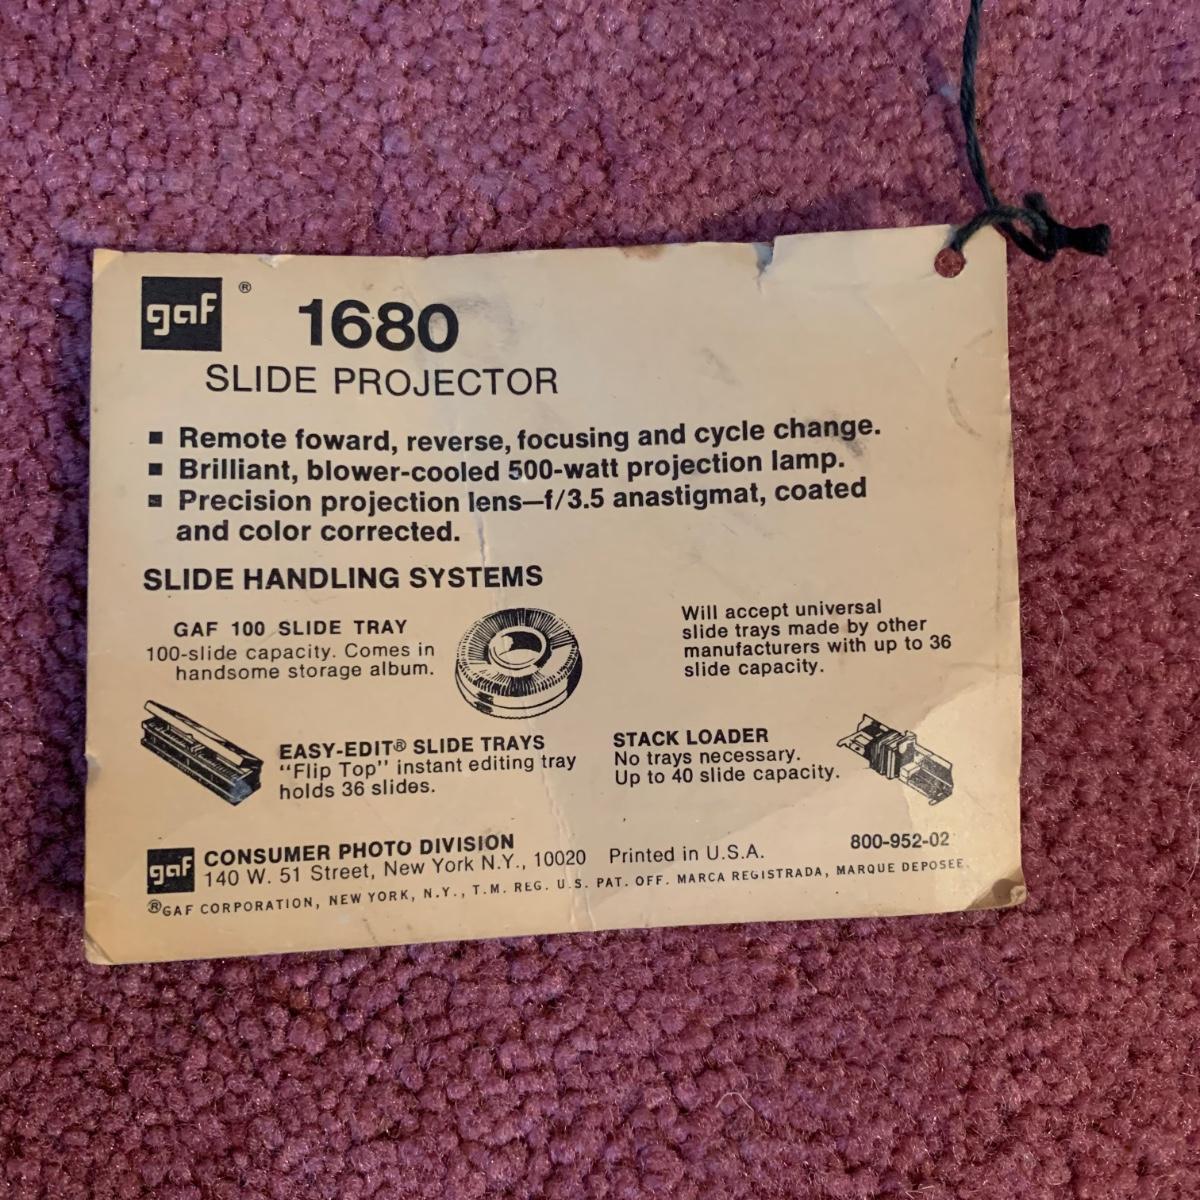 gaf ® 1680
SLIDE PROJECTOR
▪ Remote foward, reverse, focusing and cycle change.
▪ Brilliant, blower-cooled 500-watt projection lamp.
▪ Precision projection lens—f/3.5 anastigmat, coated
and color corrected.
SLIDE HANDLING SYSTEMS
GAF 100 SLIDE TRAY
100-slide capacity. Comes in
handsome storage album.
Will accept universal
slide trays made by other
manufacturers with up to 36
slide capacity.
EASY-EDIT® SLIDE TRAYS
"Flip Top" instant editing tray
holds 36 slides.
STACK LOADER
No trays necessary.
Up to 40 slide capacity.
gaf CONSUMER PHOTO DIVISION
140 W. 51 Street, New York N.Y., 10020 Printed in U.S.A.
800-952-02
®GAF CORPORATION, NEW YORK, N.Y., T.M. REG. U.S. PAT. OFF. MARCA REGISTRADA, MARQUE DEPOSEE.